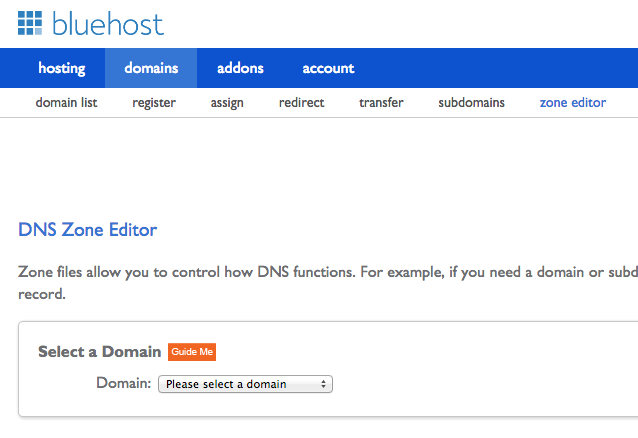 bluehost
hosting domains addons account
domain list register assign redirect transfer subdomains zone editor
DNS Zone Editor
Zone files allow you to control how DNS functions. For example, if you need a domain or subd
record.
Select a Domain Guide Me
Domain: Please select a domain